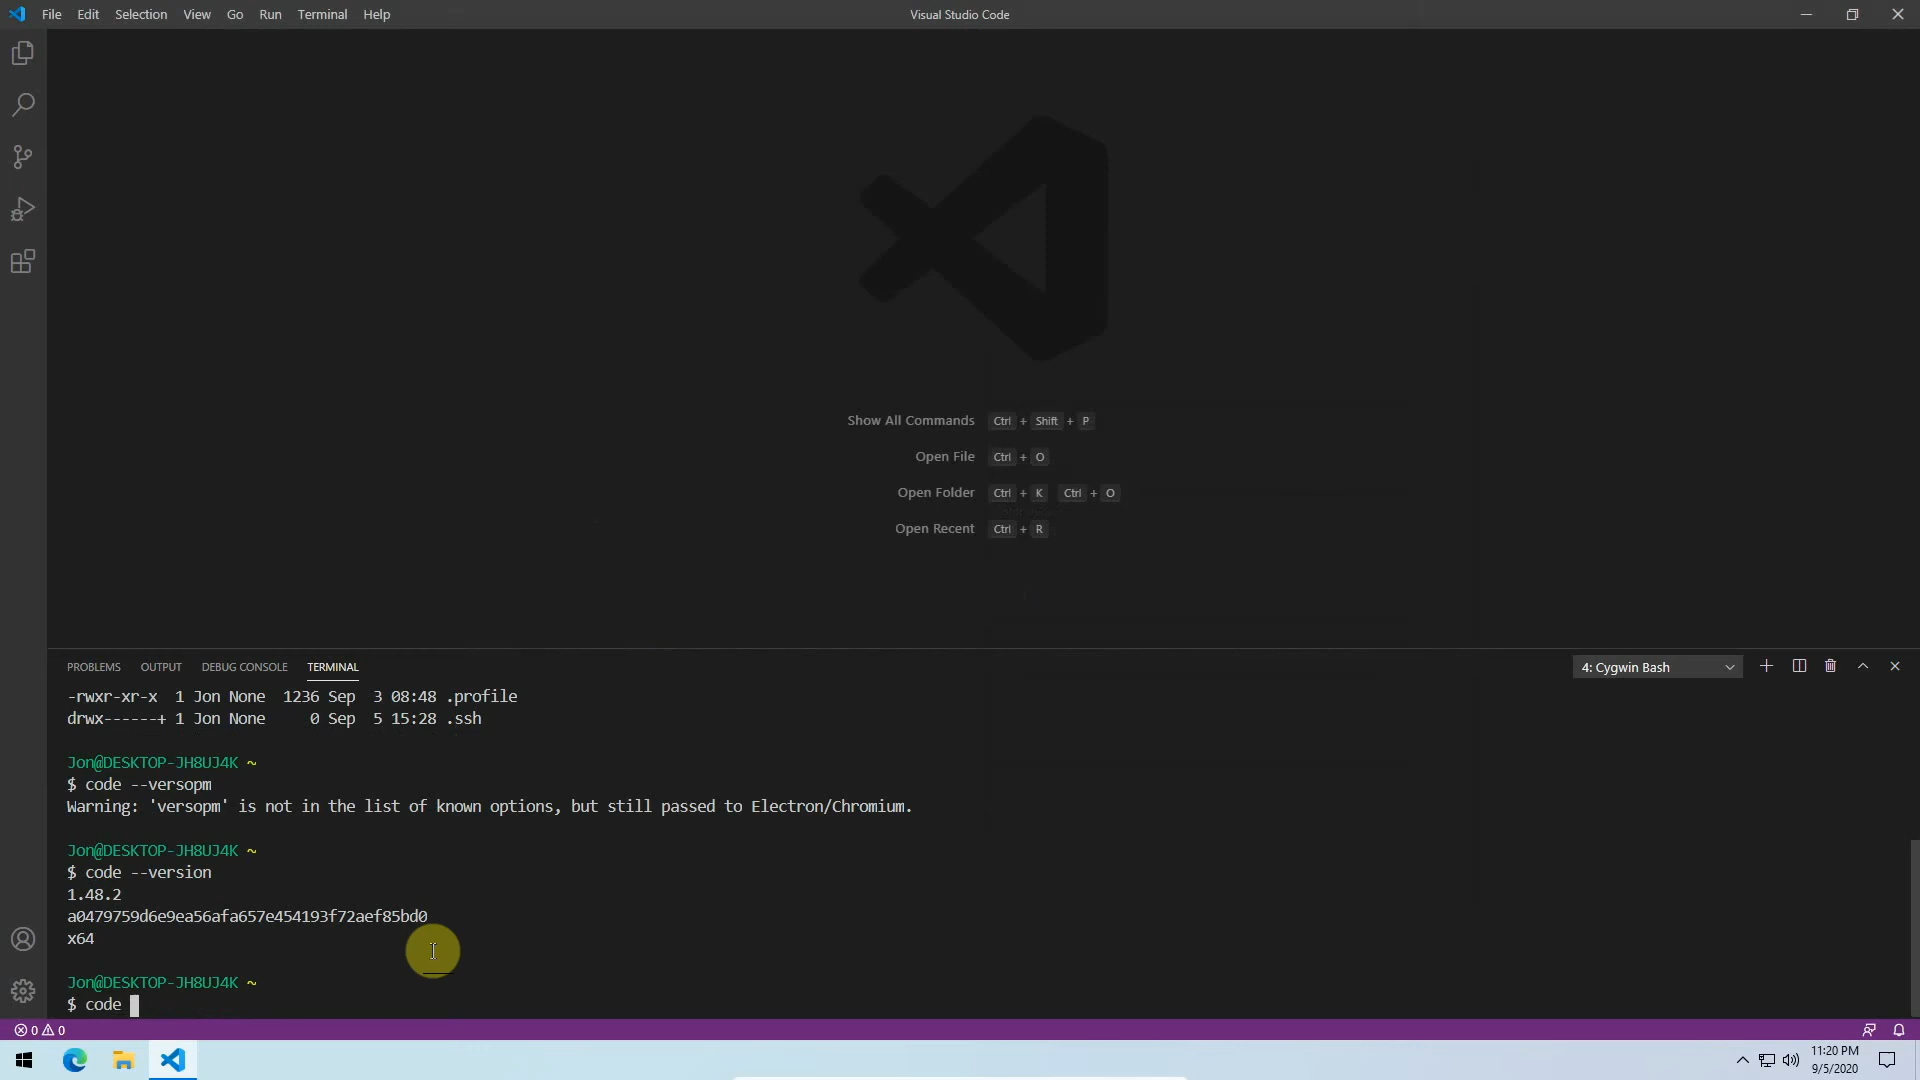 File Edit Selection View Go Run Terminal Help
Visual Studio Code
Show All Commands Ctrl + Shift + P
Open File Ctrl + O
Open Folder Ctrl + K Ctrl + O
Open Recent Ctrl + R
PROBLEMS OUTPUT DEBUG CONSOLE TERMINAL
4: Cygwin Bash
-rwxr-xr-x 1 Jon None 1236 Sep 3 08:48 .profile
drwx------+ 1 Jon None 0 Sep 5 15:28 .ssh
Jon@DESKTOP-JH8UJ4K ~
$ code --versopm
Warning: 'versopm' is not in the list of known options, but still passed to Electron/Chromium.
Jon@DESKTOP-JH8UJ4K ~
$ code --version
1.48.2
a0479759d6e9ea56afa657e454193f72aef85bd0
x64
Jon@DESKTOP-JH8UJ4K ~
$ code
0 0
11:20 PM
9/5/2020